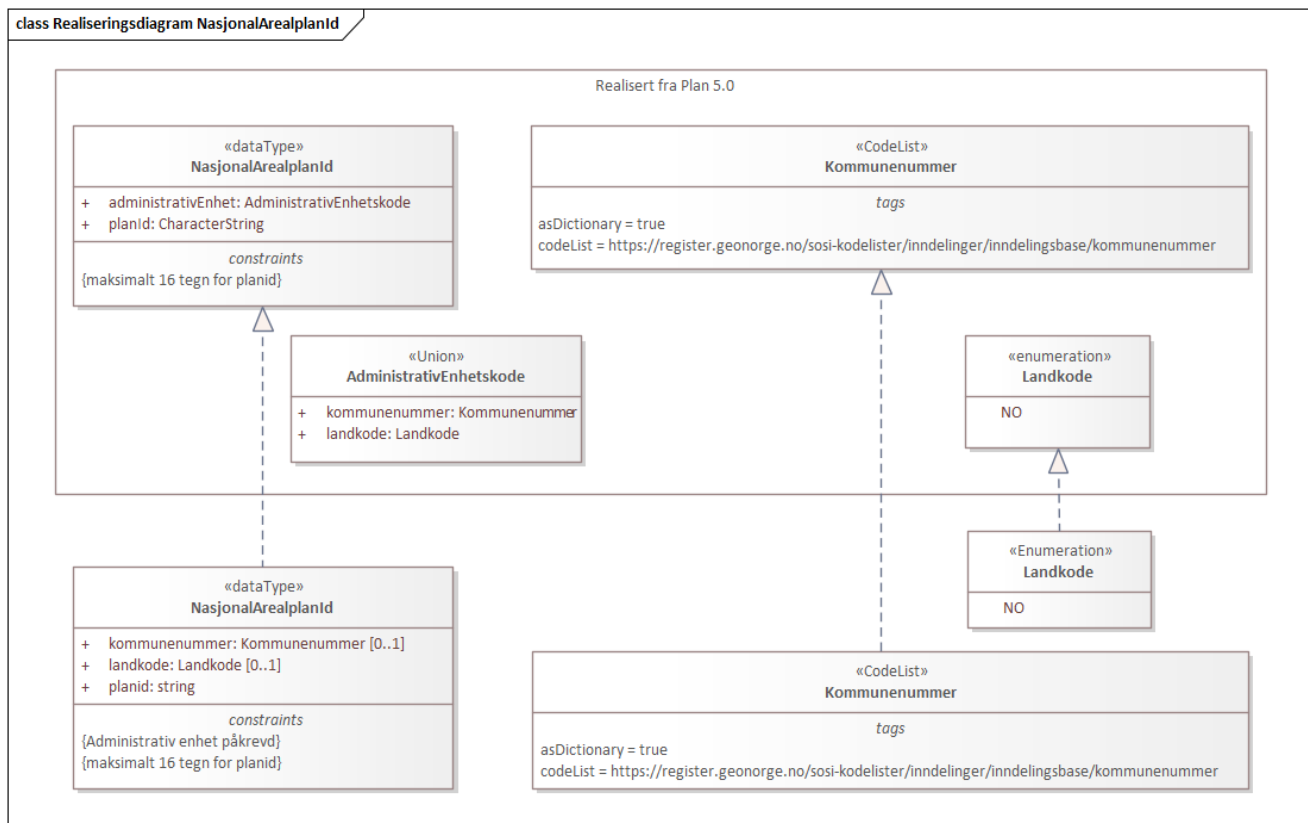 class Realiseringsdiagram NasjonalArealplanId
Realisert fra Plan 5.0
«dataType»
NasjonalArealplanId
+ administrativEnhet: AdministrativEnhetskode
+ planId: CharacterString
constraints
{maksimalt 16 tegn for planid}
«CodeList»
Kommunenummer
tags
asDictionary = true
codeList = https://register.geonorge.no/sosi-kodelister/inndelinger/inndelingsbase/kommunenummer
«Union»
AdministrativEnhetskode
+ kommunenummer: Kommunenummer
+ landkode: Landkode
«enumeration»
Landkode
NO
«Enumeration»
Landkode
NO
«dataType»
NasjonalArealplanId
+ kommunenummer: Kommunenummer [0..1]
+ landkode: Landkode [0..1]
+ planid: string
constraints
{Administrativ enhet påkrevd}
{maksimalt 16 tegn for planid}
«CodeList»
Kommunenummer
tags
asDictionary = true
codeList = https://register.geonorge.no/sosi-kodelister/inndelinger/inndelingsbase/kommunenummer